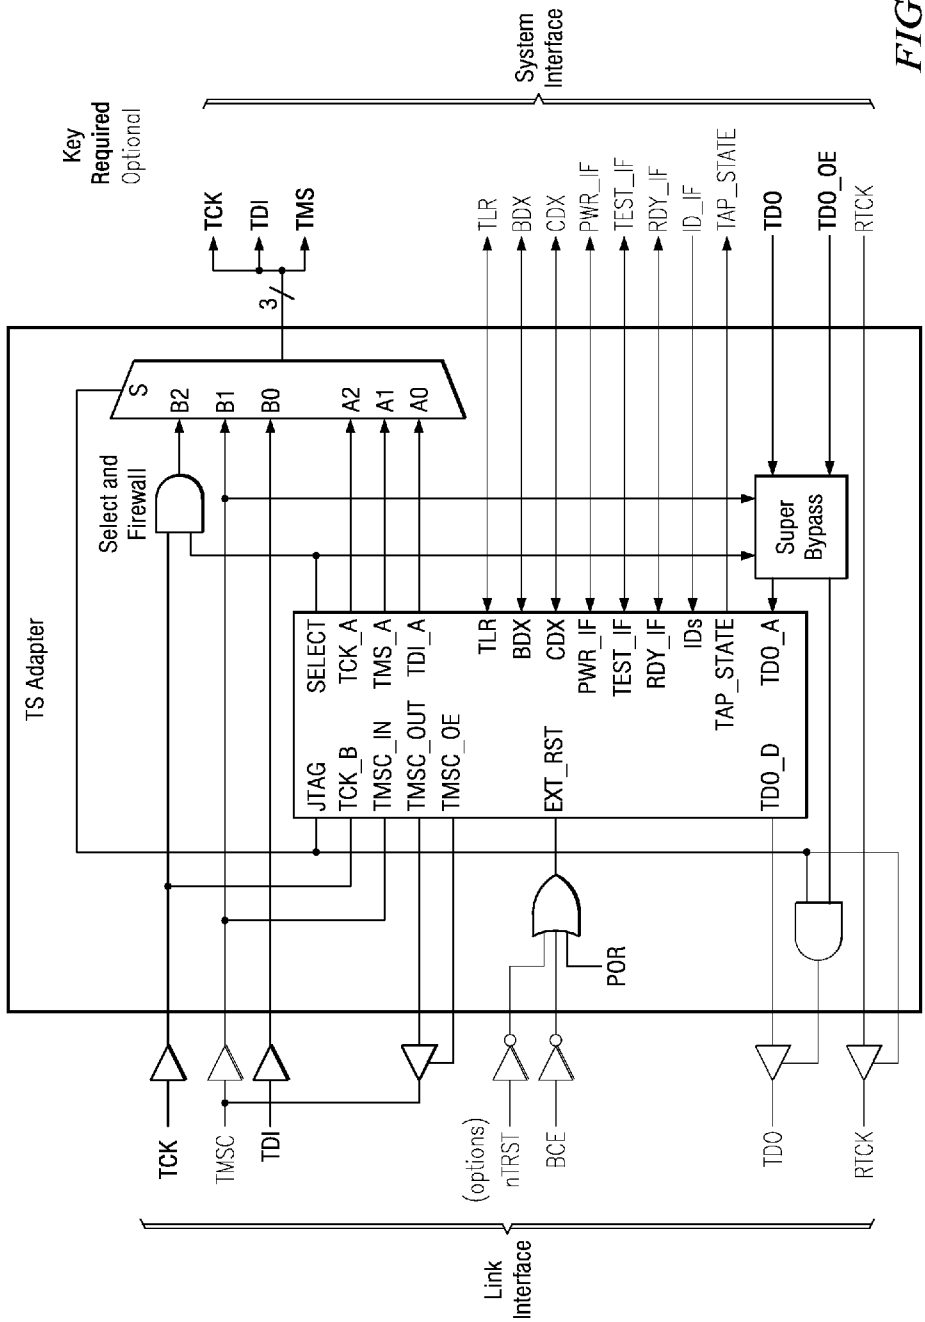 FIG
Key
Required
Optional
System
Interface
TCK
TDI
TMS
3
TLR
BDX
CDX
PWR_IF
TEST_IF
RDY_IF
ID_IF
TAP_STATE
TDO
TDO_OE
RTCK
TS Adapter
S
B2
B1
B0
A2
A1
A0
Select and
Firewall
Super
Bypass
SELECT
TCK_A
TMS_A
TDI_A
TLR
BDX
CDX
PWR_IF
TEST_IF
RDY_IF
IDs
TAP_STATE
TDO_A
JTAG
TCK_B
TMSC_IN
TMSC_OUT
TMSC_OE
EXT_RST
TDO_D
POR
TCK
TMSC
TDI
(options)
nTRST
BCE
TDO
RTCK
Link
Interface